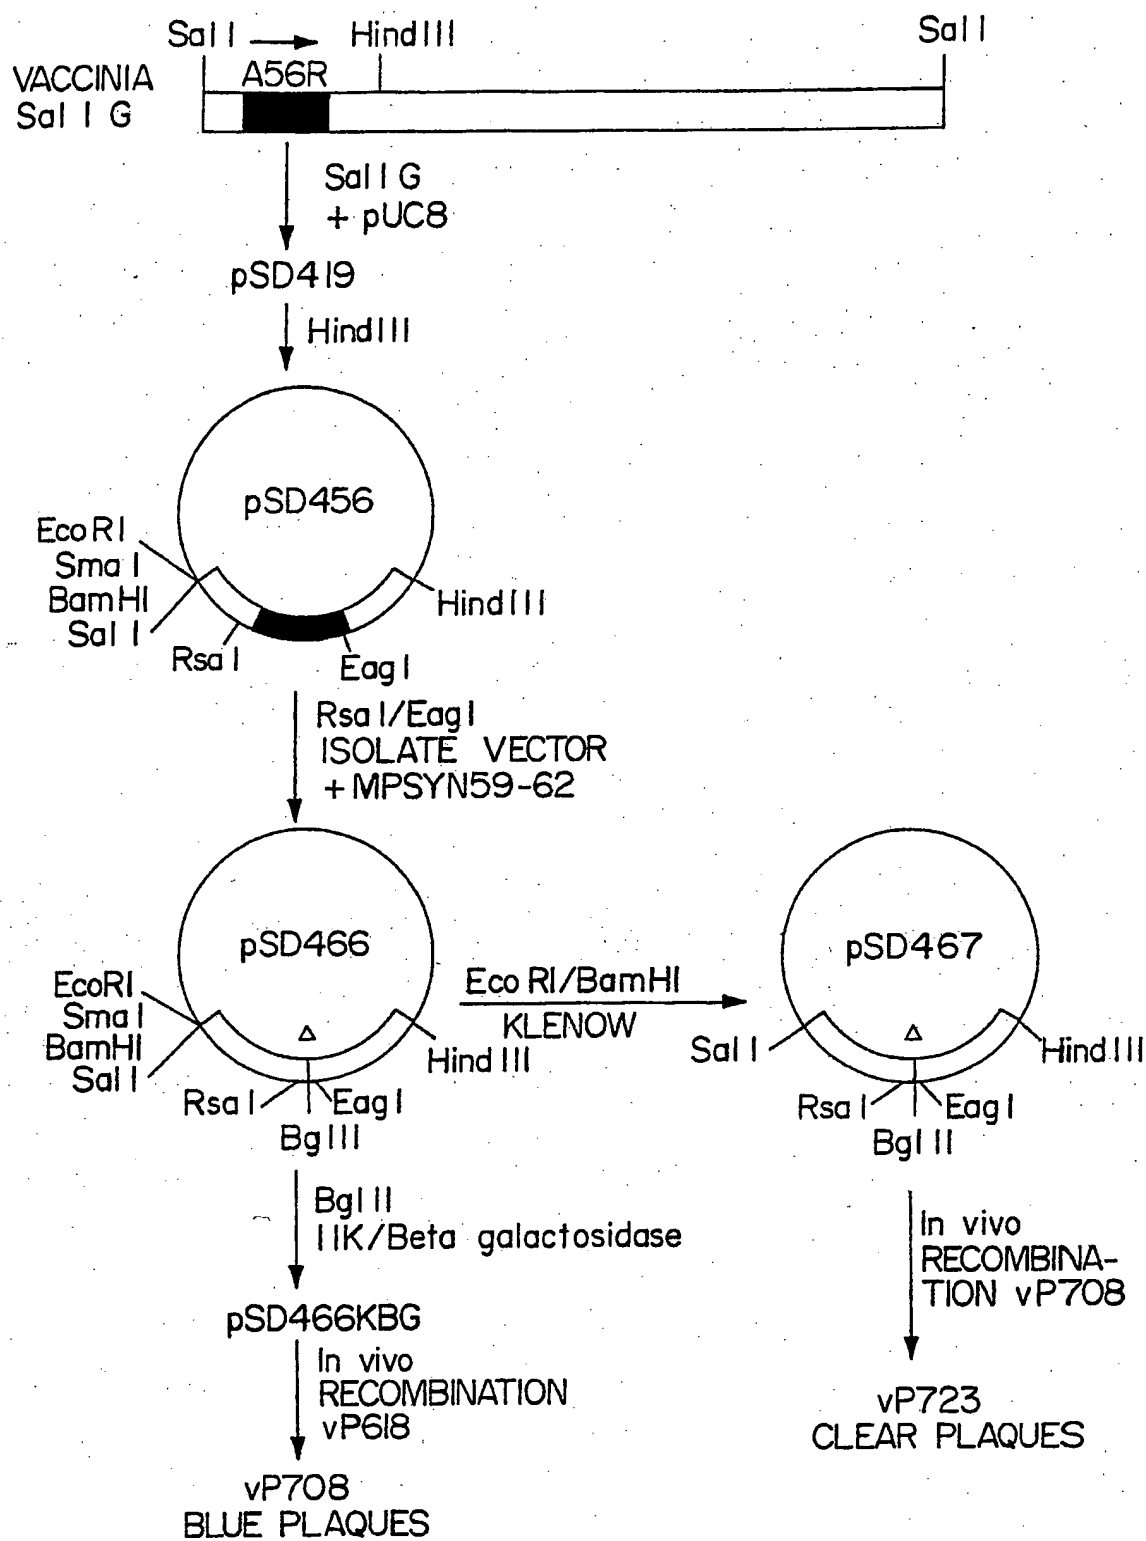 Sal I → Hind III Sal I
VACCINIA
Sal I G
A56R
Sal I G
+ pUC8
pSD419
Hind III
pSD456
Eco RI
Sma I
BamHI
Sal I
Rsa I
Eag I
Hind III
Rsa I/Eag I
ISOLATE VECTOR
+ MPSYN59-62
pSD466
EcoRI
Sma I
BamHI
Sal I
Rsa I
Eag I
Bgl II
Hind III
Δ
Eco RI/BamHI
KLENOW
pSD467
Δ
Sal I
Hind III
Rsa I
Eag I
Bgl II
Bgl II
11K/Beta galactosidase
pSD466KBG
In vivo
RECOMBINATION
vP618
vP708
BLUE PLAQUES
In vivo
RECOMBINA-
TION vP708
vP723
CLEAR PLAQUES